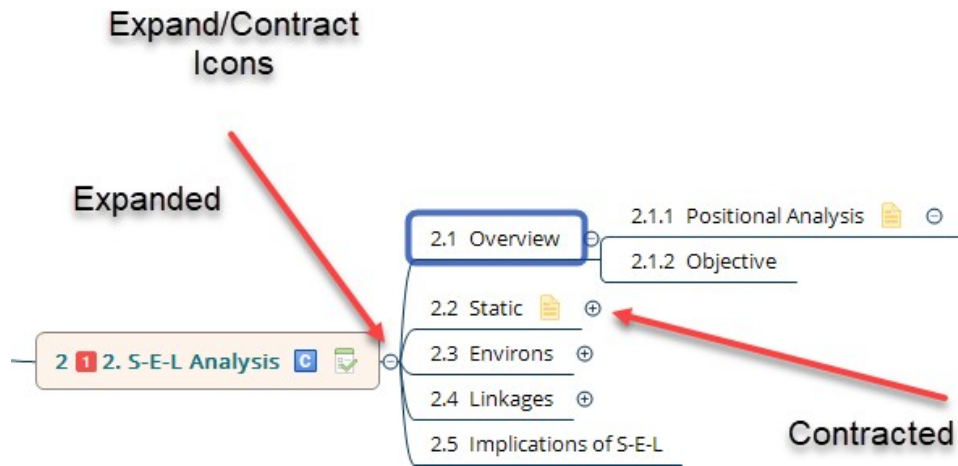 Expand/Contract
Icons
Expanded
2.1 Overview
2.1.1 Positional Analysis
2.1.2 Objective
2.2 Static
2 1 2. S-E-L Analysis C
2.3 Environs
2.4 Linkages
2.5 Implications of S-E-L
Contracted